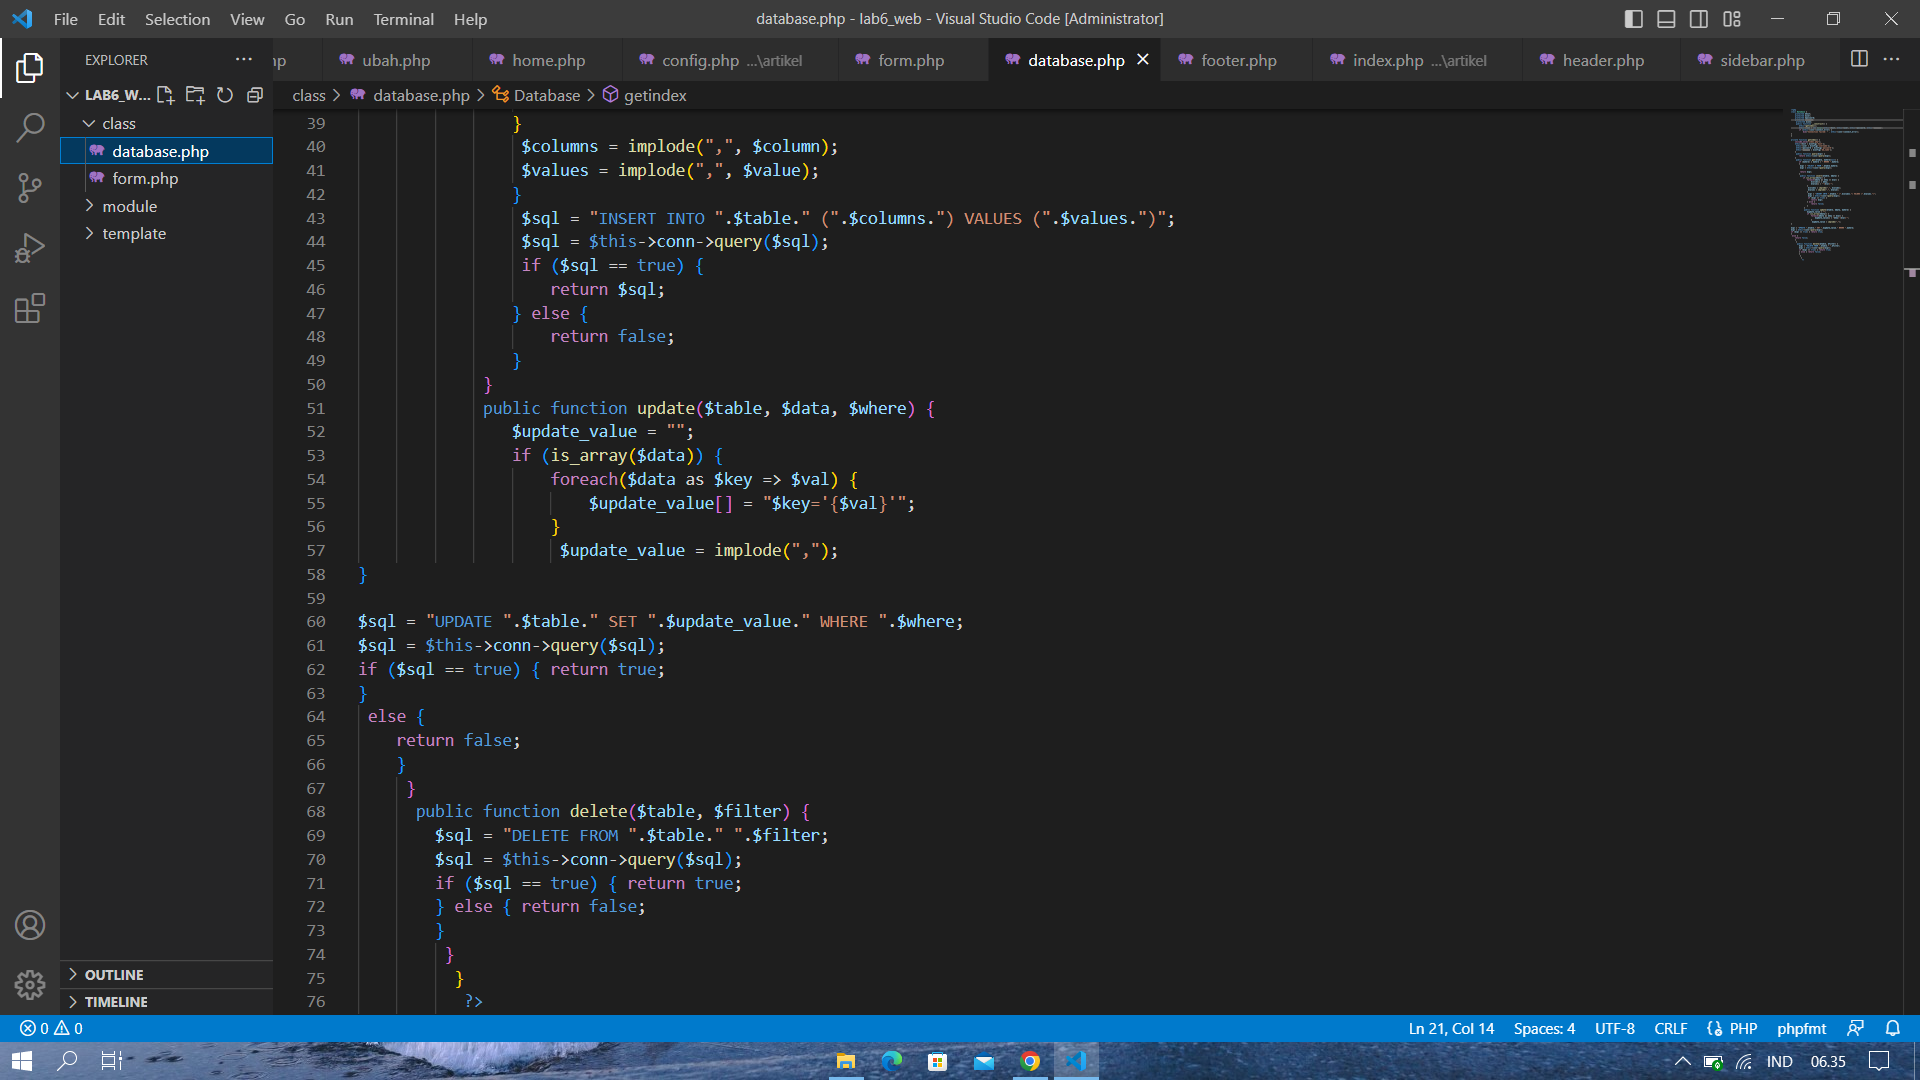 File Edit Selection View Go Run Terminal Help
database.php - lab6_web - Visual Studio Code [Administrator]
EXPLORER
ubah.php
home.php
config.php ...\artikel
form.php
database.php
footer.php
index.php ...\artikel
header.php
sidebar.php
LAB6_W...
class
database.php
form.php
module
template
OUTLINE
TIMELINE
class > database.php > Database > getindex
39 }
40 $columns = implode(",", $column);
41 $values = implode(",", $value);
42 }
43 $sql = "INSERT INTO ".$table." (".$columns.") VALUES (".$values.")";
44 $sql = $this->conn->query($sql);
45 if ($sql == true) {
46 return $sql;
47 } else {
48 return false;
49 }
50 }
51 public function update($table, $data, $where) {
52 $update_value = "";
53 if (is_array($data)) {
54 foreach($data as $key => $val) {
55 $update_value[] = "$key='{$val}'";
56 }
57 $update_value = implode(",");
58 }
59
60 $sql = "UPDATE ".$table." SET ".$update_value." WHERE ".$where;
61 $sql = $this->conn->query($sql);
62 if ($sql == true) { return true;
63 }
64 else {
65 return false;
66 }
67 }
68 public function delete($table, $filter) {
69 $sql = "DELETE FROM ".$table." ".$filter;
70 $sql = $this->conn->query($sql);
71 if ($sql == true) { return true;
72 } else { return false;
73 }
74 }
75 }
76 ?>
0 0
Ln 21, Col 14 Spaces: 4 UTF-8 CRLF PHP phpfmt
IND 06.35